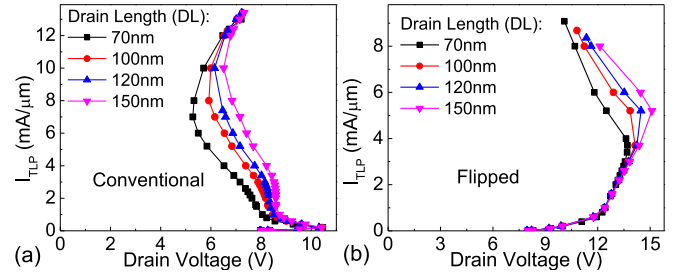 Drain Length (DL):
70nm
100nm
120nm
150nm
Conventional
I_TLP (mA/μm)
0 2 4 6 8 10 12
0 2 4 6 8 10
Drain Voltage (V)
(a)
Drain Length (DL):
70nm
100nm
120nm
150nm
Flipped
I_TLP (mA/μm)
0 2 4 6 8
0 3 6 9 12 15
Drain Voltage (V)
(b)